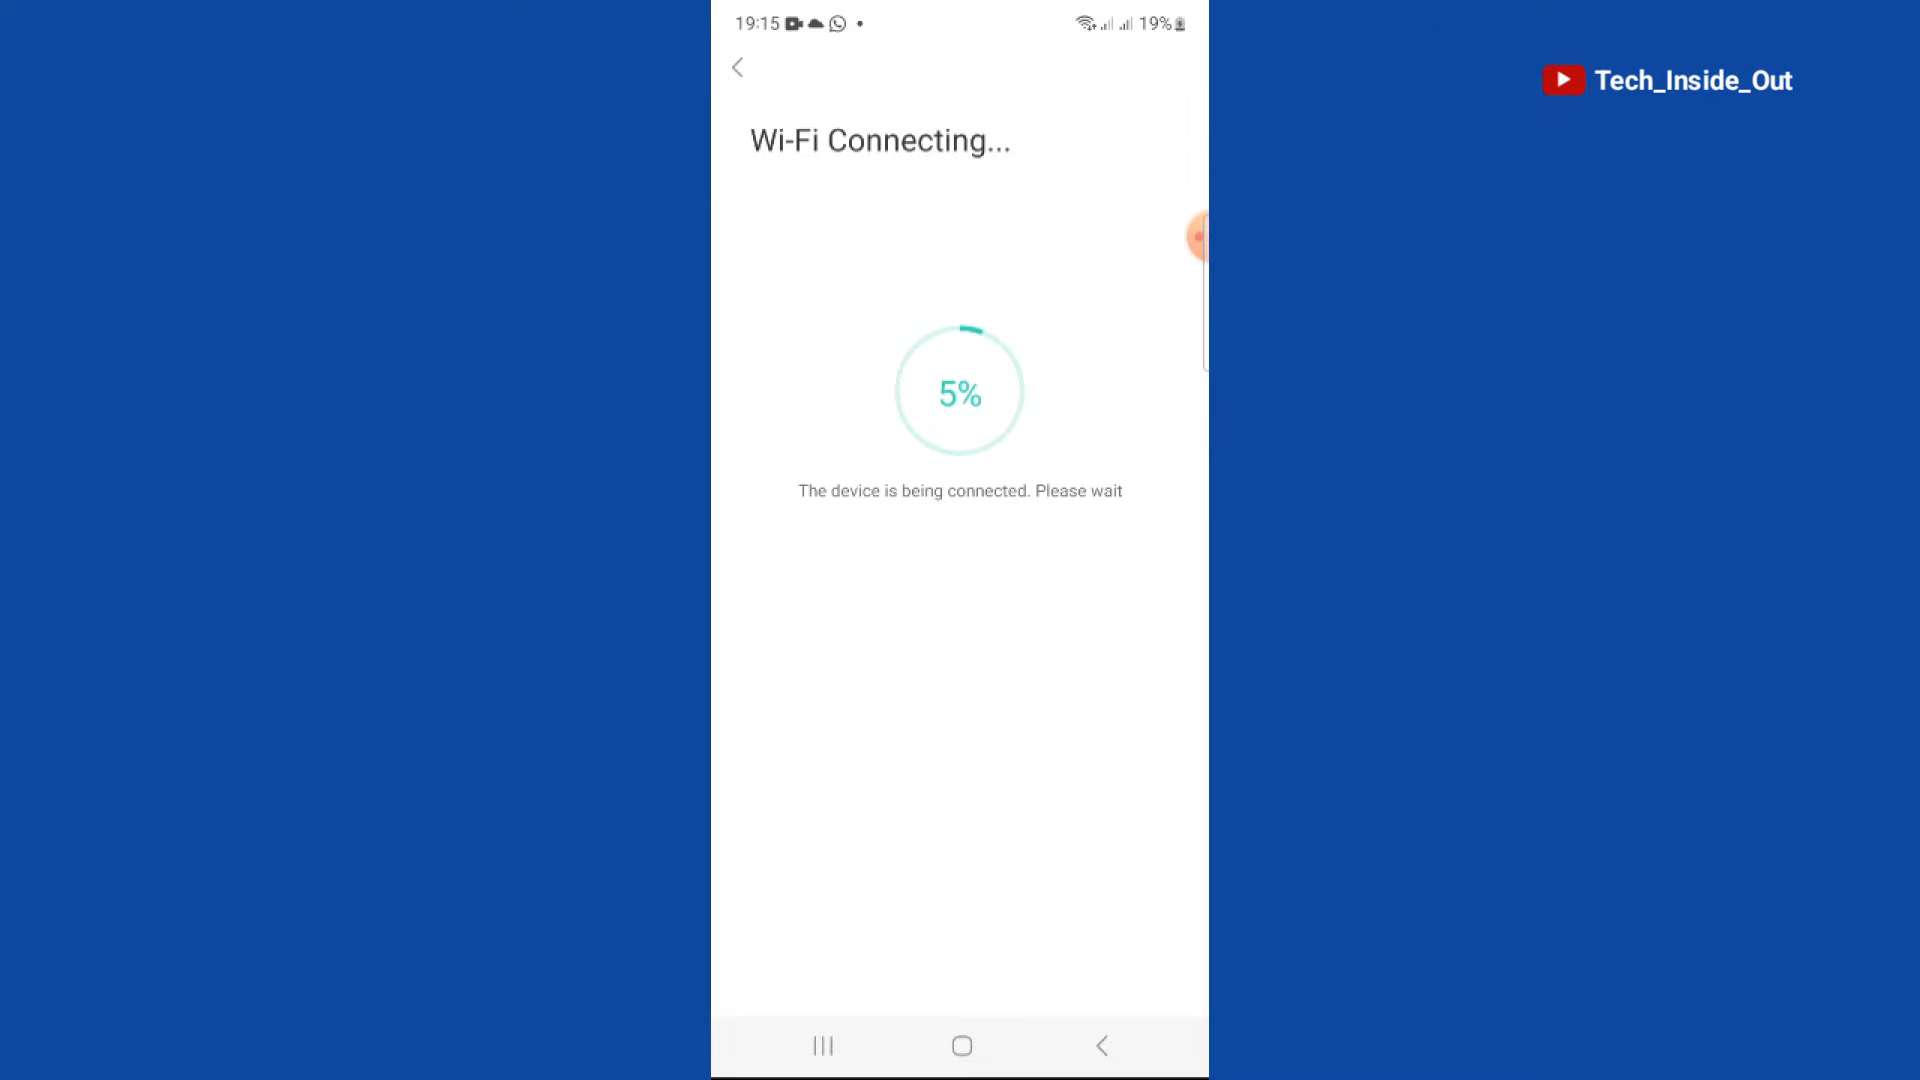 19:15
19%
Tech_Inside_Out
Wi-Fi Connecting...
5%
The device is being connected. Please wait